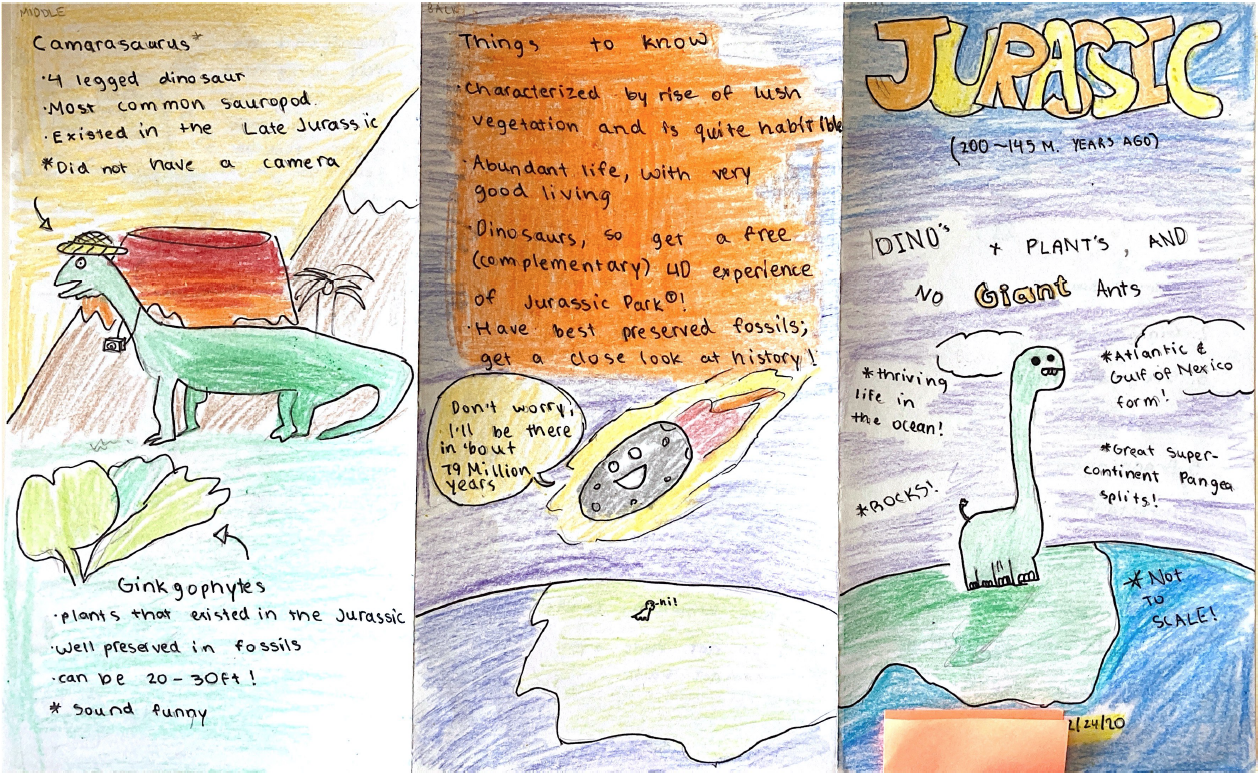 MIDDLE
Camarasaurus*
·4 legged dinosaur
·Most common sauropod.
·Existed in the Late Jurassic
*Did not have a camera
Ginkgophytes
·plants that existed in the Jurassic
·well preserved in fossils
·can be 20-30ft!
* Sound funny
BACK
Things to know
·Characterized by rise of lush
vegetation and is quite habitible
·Abundant life, with very
good living
·Dinosaurs, so get a free
(complementary) 4D experience
of Jurassic Park®!
·Have best preserved fossils;
get a close look at history!
Don't worry,
I'll be there
in 'bout
79 Million
years
-hi!
JURASSIC
(200~145 M. YEARS AGO)
DINO's + PLANT'S, AND
NO Giant Ants
*thriving
life in
the ocean!
*Atlantic &
Gulf of Mexico
form!
*Great super-
continent Pangea
splits!
*ROCKS!
*Not
TO
SCALE!
2/24/20